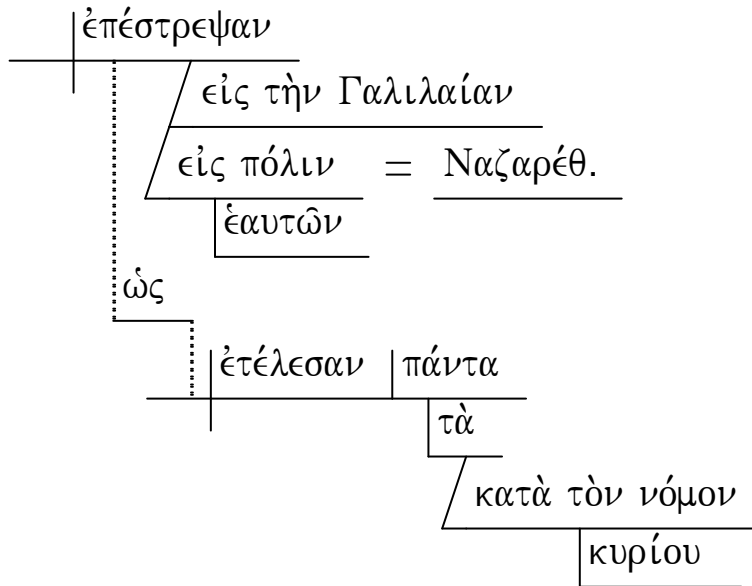 ἐπέστρεψαν
εἰς τὴν Γαλιλαίαν
εἰς πόλιν = Ναζαρέθ.
ἑαυτῶν
ὡς
ἐτέλεσαν πάντα
τὰ
κατὰ τὸν νόμον
κυρίου